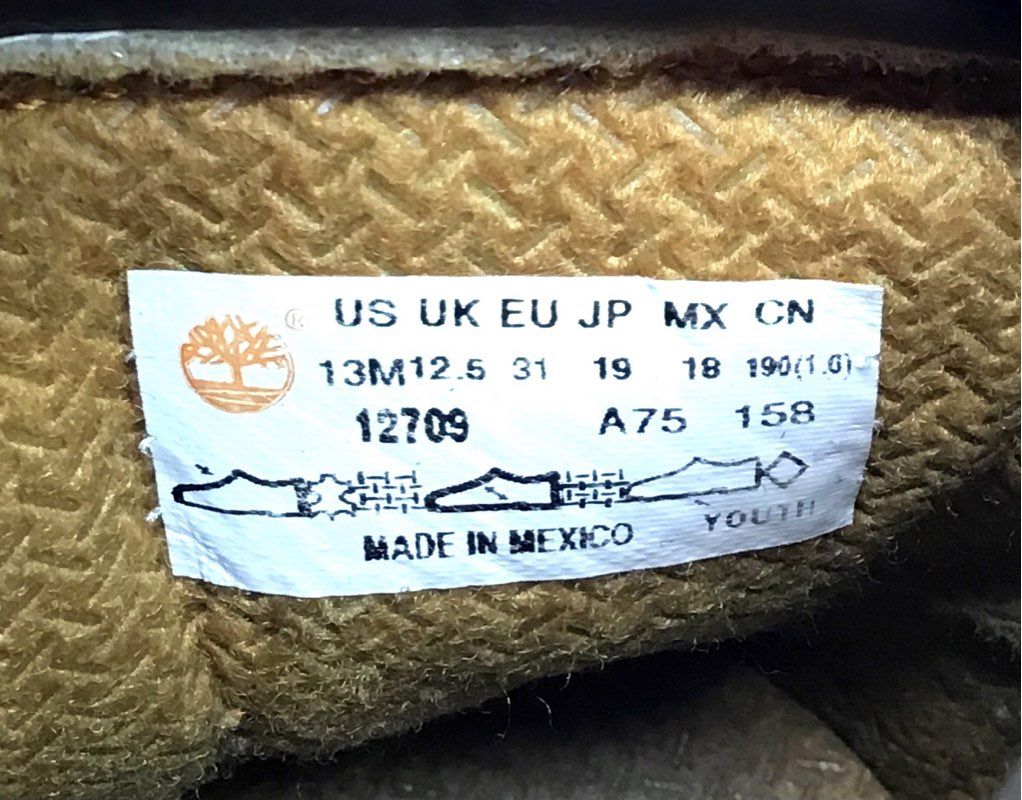 ® US UK EU JP MX CN
13M 12.5 31 19 18 190(1.0)
12709 A75 158
YOUTH
MADE IN MEXICO